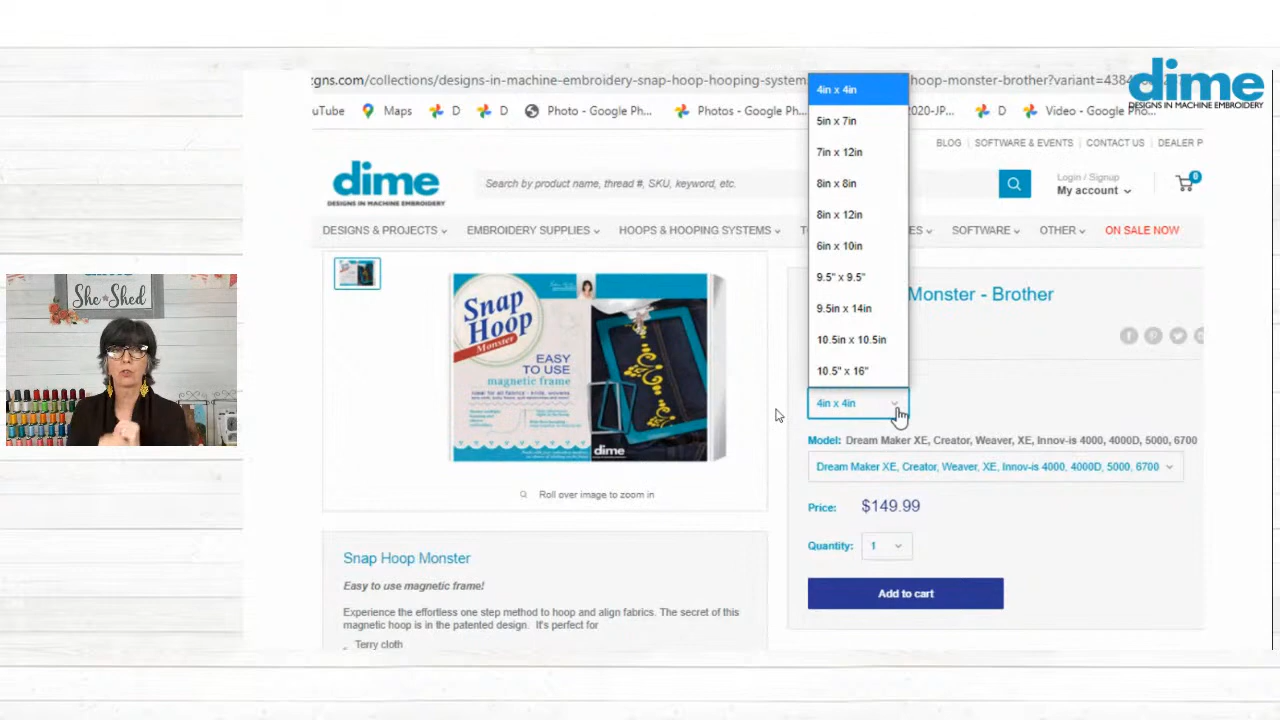 zgns.com/collections/designs-in-machine-embroidery-snap-hoop-hooping-system
hoop-monster-brother?variant=438
dime
DESIGNS IN MACHINE EMBROIDERY
uTube
Maps
D
D
Photo - Google Ph...
Photos - Google Ph...
2020-JP...
D
Video - Google Pho...
BLOG
SOFTWARE & EVENTS
CONTACT US
DEALER P
dime
DESIGNS IN MACHINE EMBROIDERY
Search by product name, thread #, SKU, keyword, etc.
Login / Signup
My account
0
DESIGNS & PROJECTS
EMBROIDERY SUPPLIES
HOOPS & HOOPING SYSTEMS
ES
SOFTWARE
OTHER
ON SALE NOW
4in x 4in
5in x 7in
7in x 12in
8in x 8in
8in x 12in
6in x 10in
9.5" x 9.5"
9.5in x 14in
10.5in x 10.5in
10.5" x 16"
4in x 4in
She Shed
Snap
Hoop
Monster
EASY
TO USE
magnetic frame
dime
Monster - Brother
Model: Dream Maker XE, Creator, Weaver, XE, Innov-is 4000, 4000D, 5000, 6700
Dream Maker XE, Creator, Weaver, XE, Innov-is 4000, 4000D, 5000, 6700
Roll over image to zoom in
Price: $149.99
Quantity: 1
Add to cart
Snap Hoop Monster
Easy to use magnetic frame!
Experience the effortless one step method to hoop and align fabrics. The secret of this
magnetic hoop is in the patented design. It's perfect for
Terry cloth